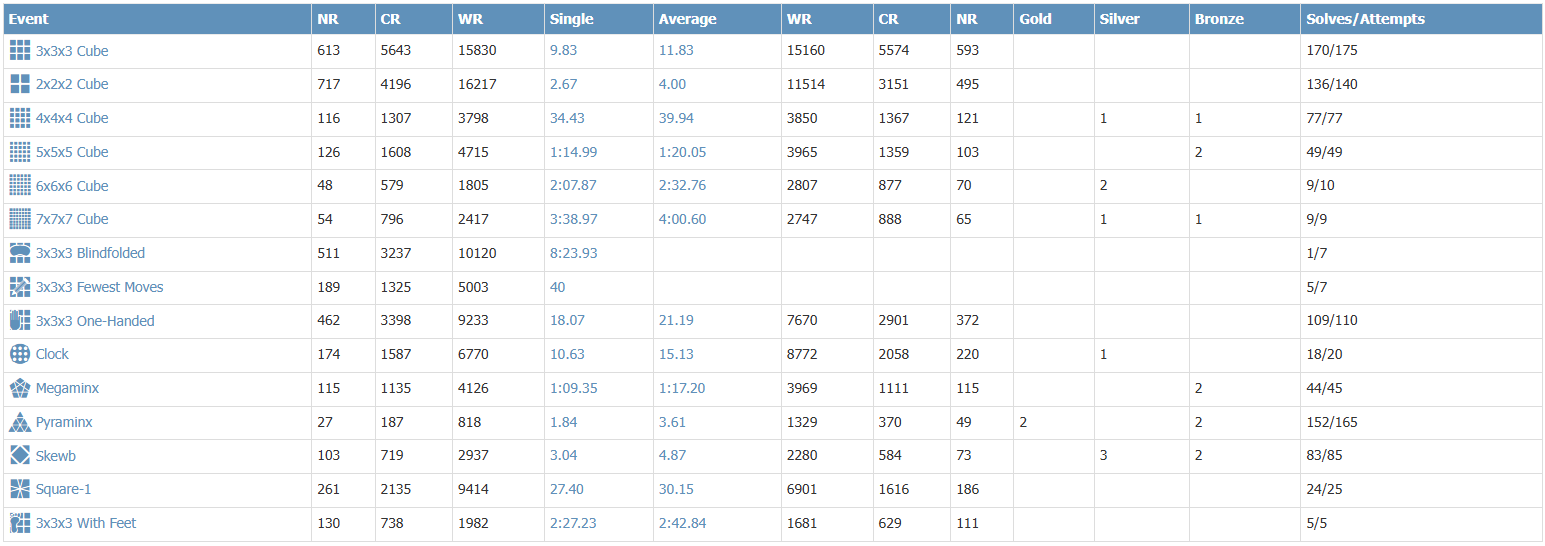 Event NR CR WR Single Average WR CR NR Gold Silver Bronze Solves/Attempts
3x3x3 Cube 613 5643 15830 9.83 11.83 15160 5574 593 170/175
2x2x2 Cube 717 4196 16217 2.67 4.00 11514 3151 495 136/140
4x4x4 Cube 116 1307 3798 34.43 39.94 3850 1367 121 1 1 77/77
5x5x5 Cube 126 1608 4715 1:14.99 1:20.05 3965 1359 103 2 49/49
6x6x6 Cube 48 579 1805 2:07.87 2:32.76 2807 877 70 2 9/10
7x7x7 Cube 54 796 2417 3:38.97 4:00.60 2747 888 65 1 1 9/9
3x3x3 Blindfolded 511 3237 10120 8:23.93 1/7
3x3x3 Fewest Moves 189 1325 5003 40 5/7
3x3x3 One-Handed 462 3398 9233 18.07 21.19 7670 2901 372 109/110
Clock 174 1587 6770 10.63 15.13 8772 2058 220 1 18/20
Megaminx 115 1135 4126 1:09.35 1:17.20 3969 1111 115 2 44/45
Pyraminx 27 187 818 1.84 3.61 1329 370 49 2 2 152/165
Skewb 103 719 2937 3.04 4.87 2280 584 73 3 2 83/85
Square-1 261 2135 9414 27.40 30.15 6901 1616 186 24/25
3x3x3 With Feet 130 738 1982 2:27.23 2:42.84 1681 629 111 5/5